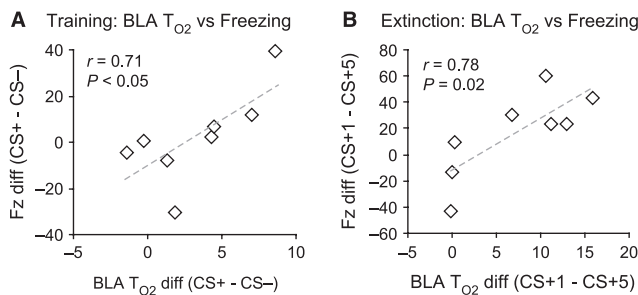 A Training: BLA TO2 vs Freezing
40
20
0
–20
–40
–5
0
5
10
r = 0.71
P < 0.05
Fz diff (CS+ - CS–)
BLA TO2 diff (CS+ - CS–)
B Extinction: BLA TO2 vs Freezing
80
60
40
20
0
–20
–40
–60
–5
0
5
10
15
20
r = 0.78
P = 0.02
Fz diff (CS+1 - CS+5)
BLA TO2 diff (CS+1 - CS+5)